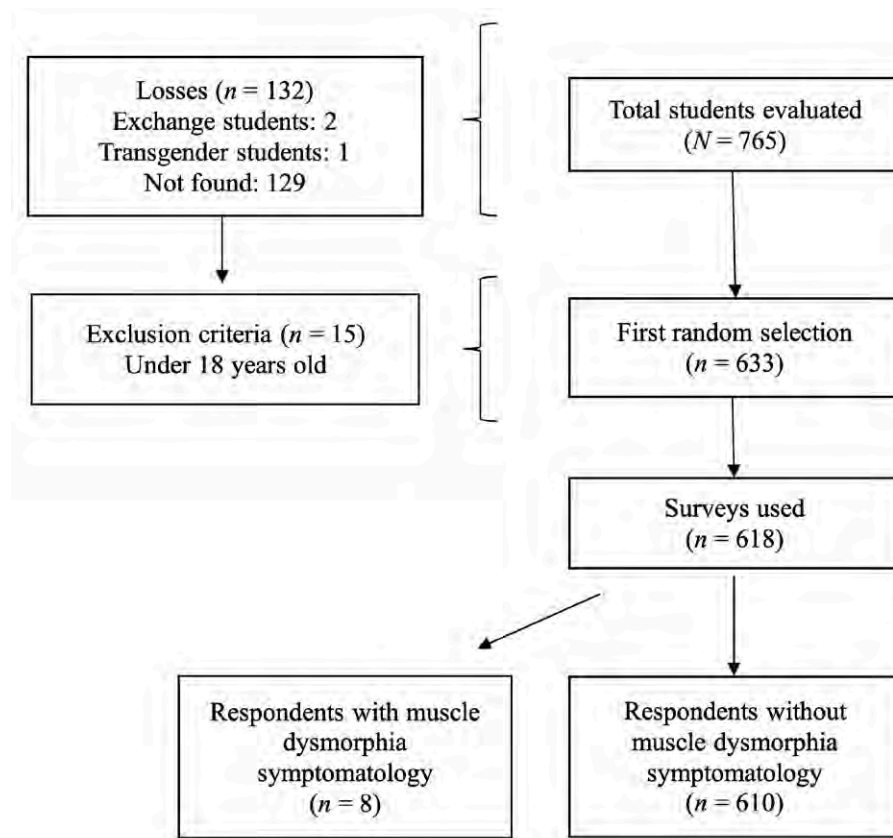 Losses (n = 132)
Exchange students: 2
Transgender students: 1
Not found: 129
Total students evaluated
(N = 765)
Exclusion criteria (n = 15)
Under 18 years old
First random selection
(n = 633)
Surveys used
(n = 618)
Respondents with muscle
dysmorphia
symptomatology
(n = 8)
Respondents without
muscle dysmorphia
symptomatology
(n = 610)